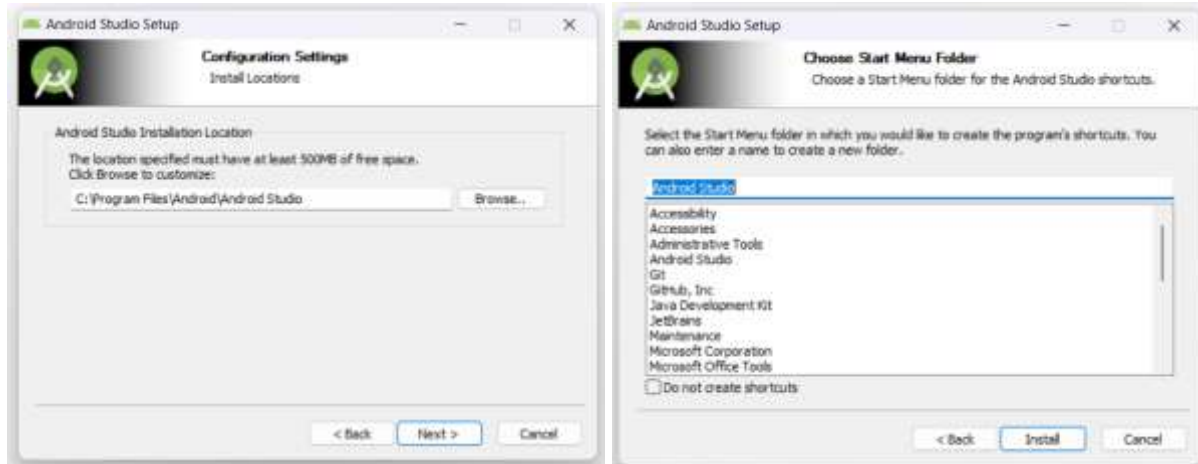 Android Studio Setup
Configuration Settings
Install Locations
Android Studio Installation Location
The location specified must have at least 500MB of free space.
Click Browse to customize:
C:\Program Files\Android\Android Studio
Browse...
< Back
Next >
Cancel
Android Studio Setup
Choose Start Menu Folder
Choose a Start Menu folder for the Android Studio shortcuts.
Select the Start Menu folder in which you would like to create the program's shortcuts. You
can also enter a name to create a new folder.
Android Studio
Accessibility
Accessories
Administrative Tools
Android Studio
Git
GitHub, Inc
Java Development Kit
JetBrains
Maintenance
Microsoft Corporation
Microsoft Office Tools
Do not create shortcuts
< Back
Install
Cancel